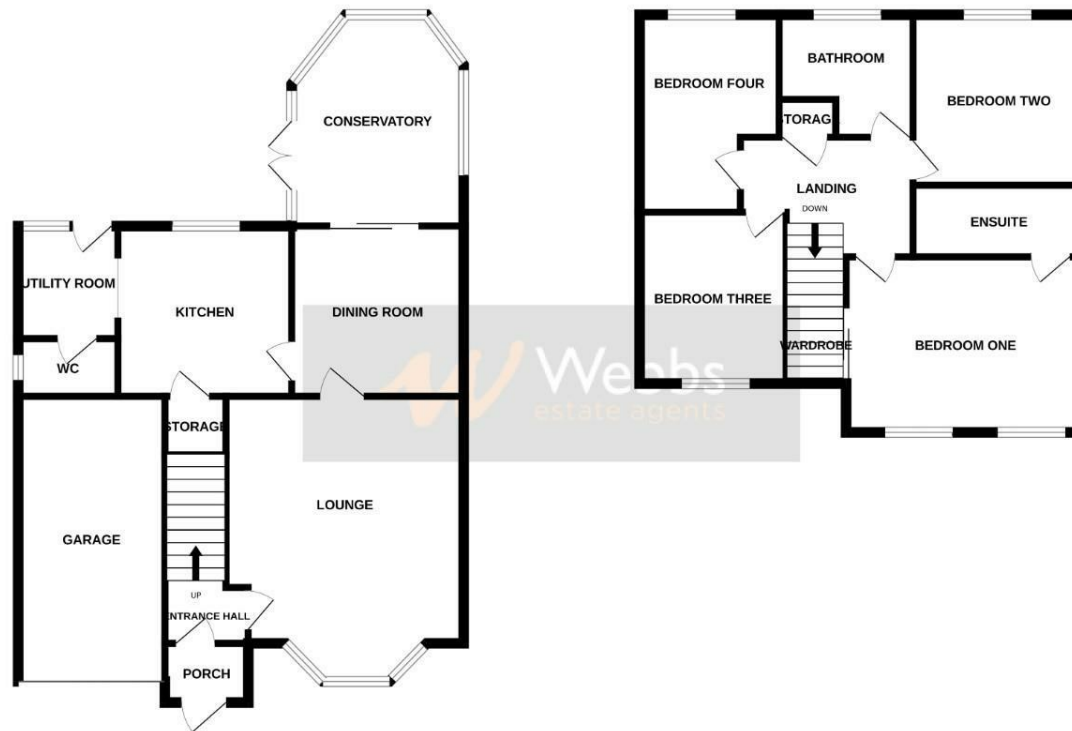 CONSERVATORY
UTILITY ROOM
KITCHEN
DINING ROOM
WC
STORAGE
LOUNGE
GARAGE
UP
ENTRANCE HALL
PORCH
BEDROOM FOUR
BATHROOM
BEDROOM TWO
STORAGE
LANDING
DOWN
ENSUITE
BEDROOM THREE
WARDROBE
BEDROOM ONE
Webbs
estate agents